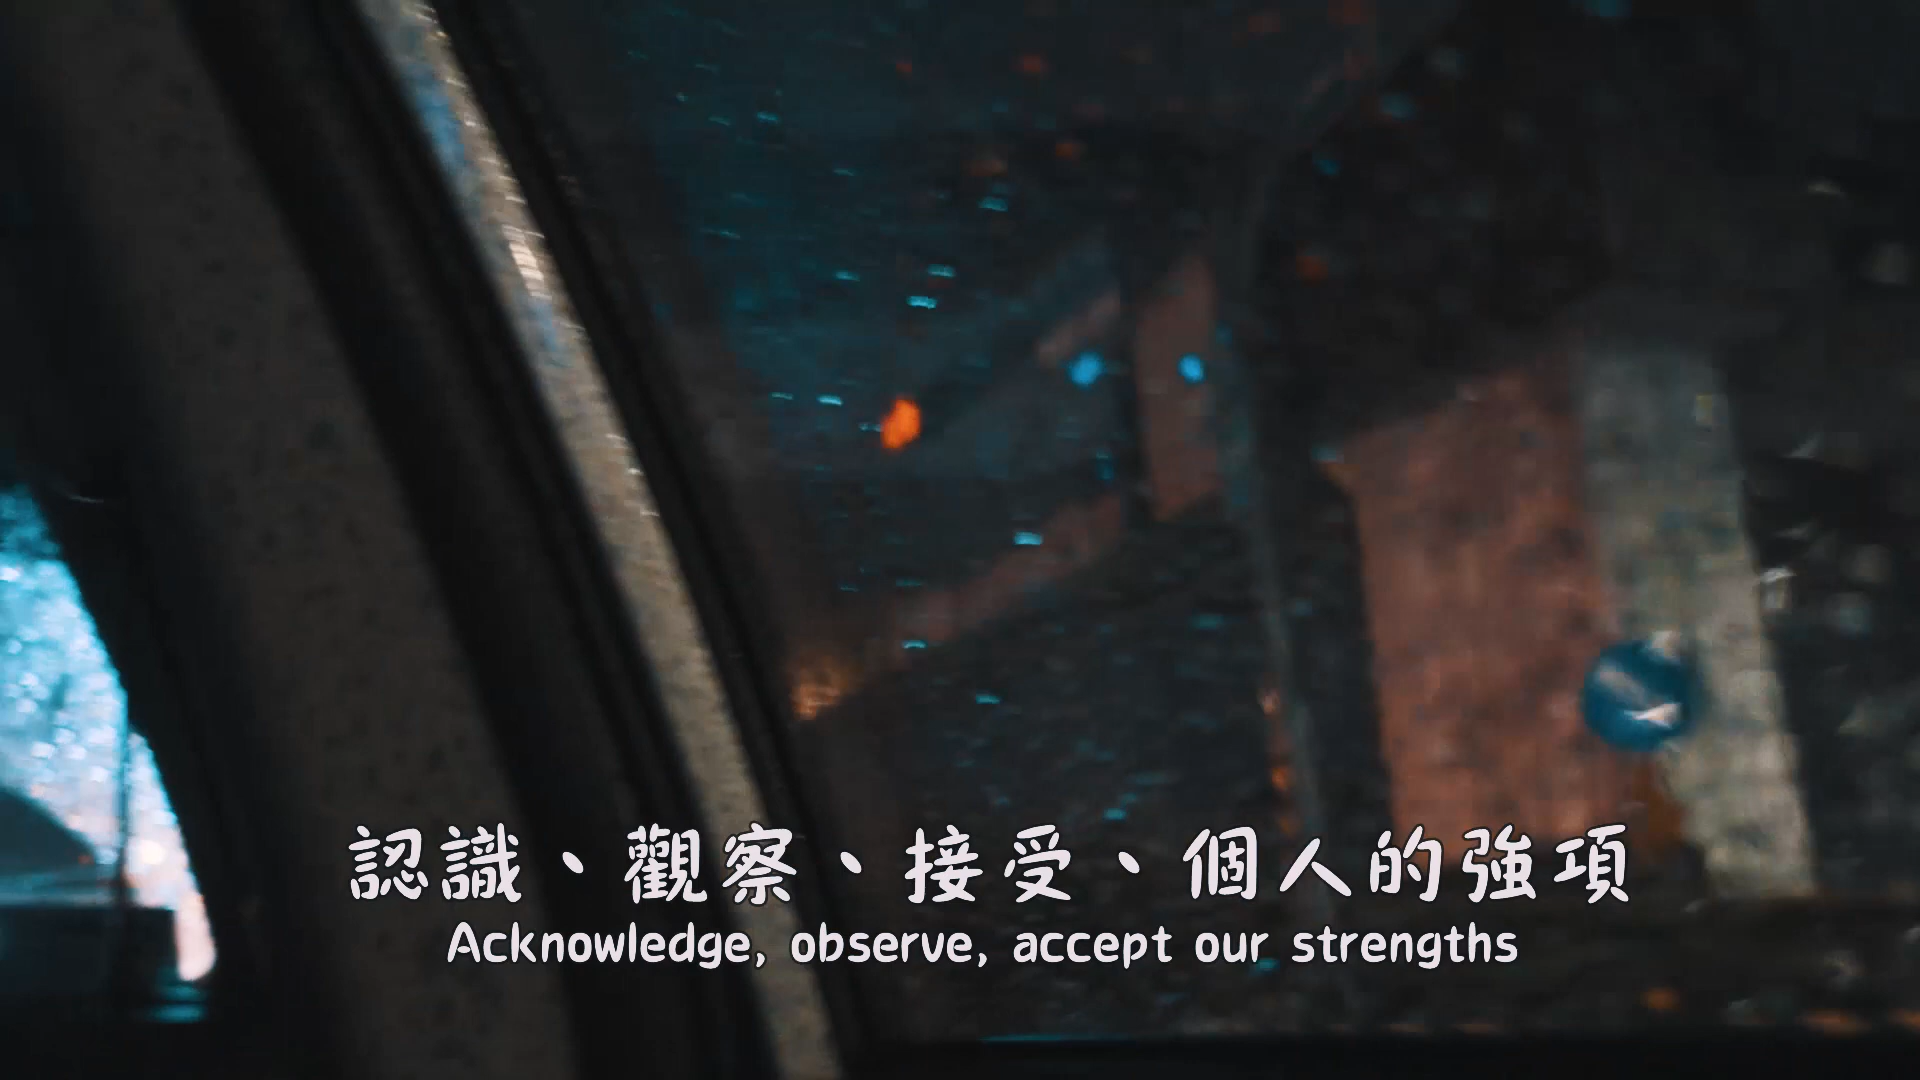 認識、觀察、接受、個人的強項
Acknowledge, observe, accept our strengths